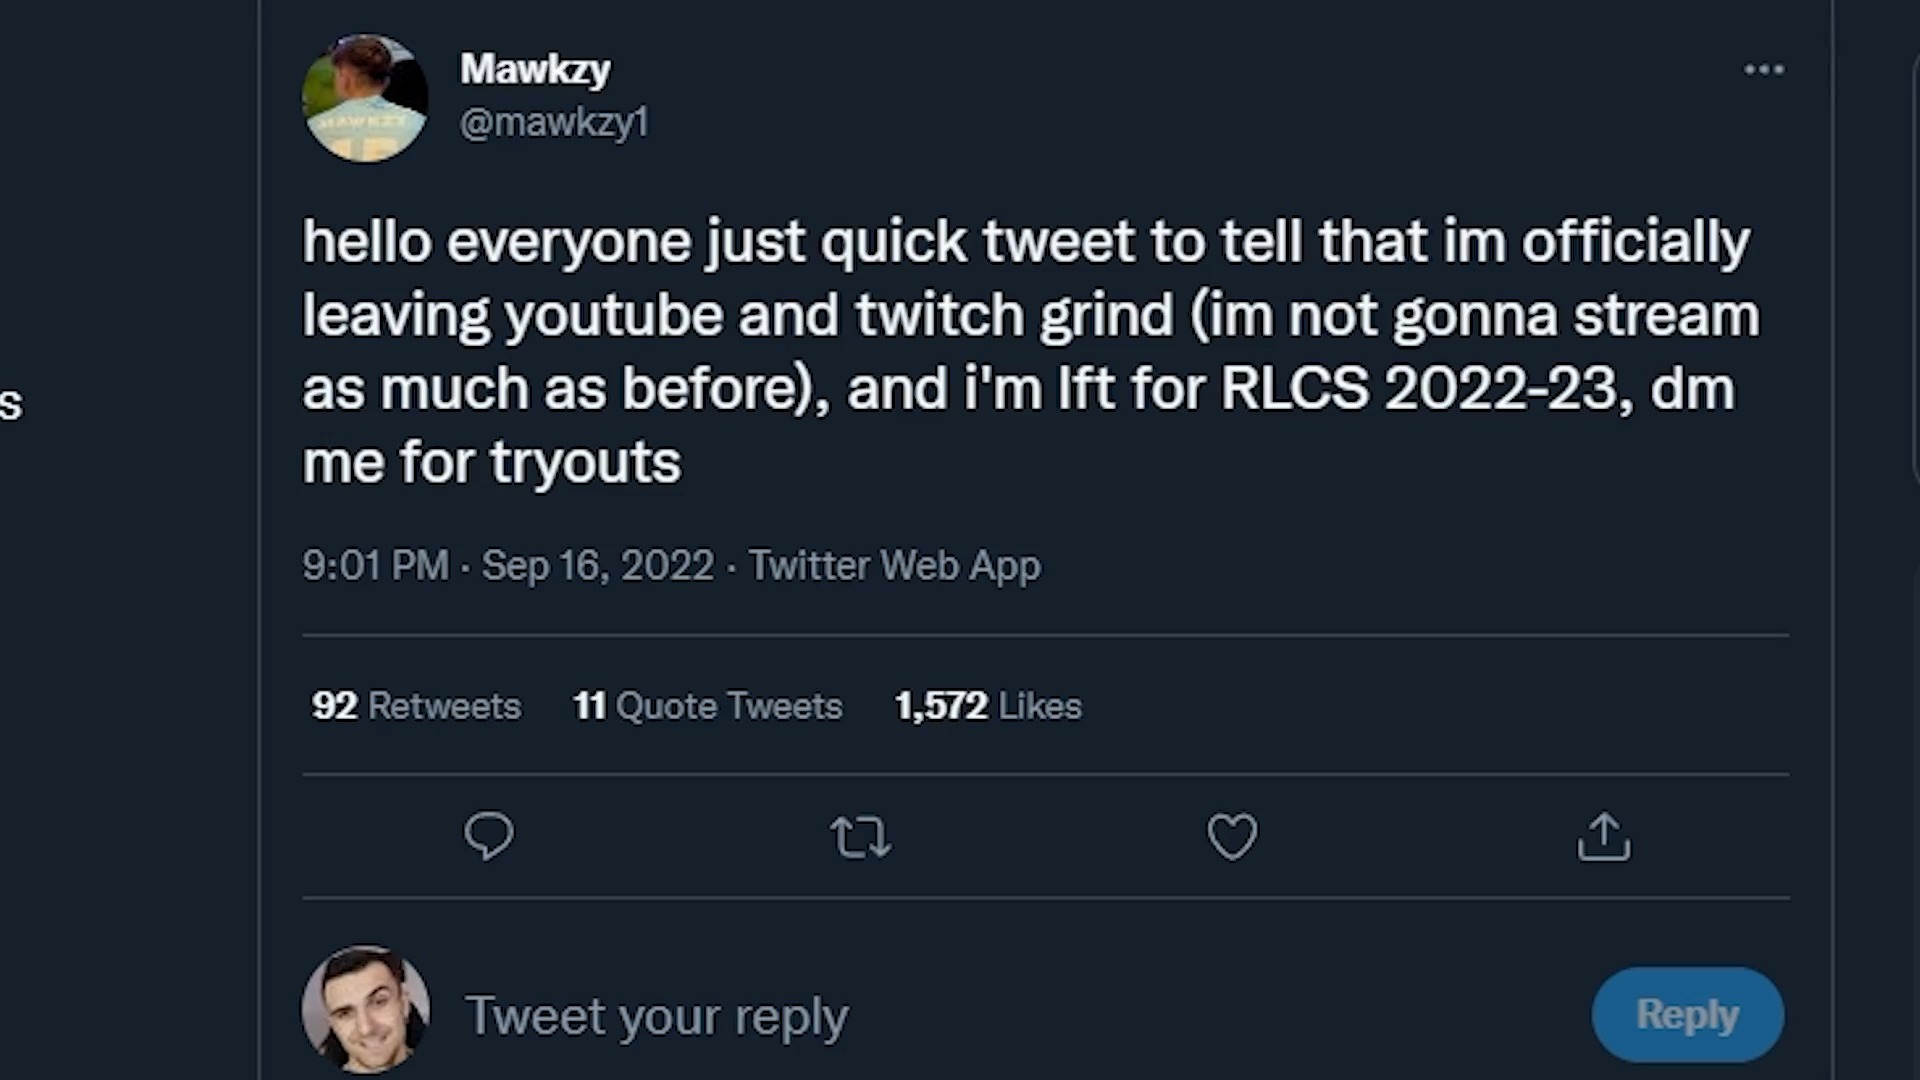 Mawkzy
@mawkzy1
hello everyone just quick tweet to tell that im officially
leaving youtube and twitch grind (im not gonna stream
as much as before), and i'm lft for RLCS 2022-23, dm
me for tryouts
9:01 PM · Sep 16, 2022 · Twitter Web App
92 Retweets 11 Quote Tweets 1,572 Likes
Tweet your reply
Reply
s
MAWKZY